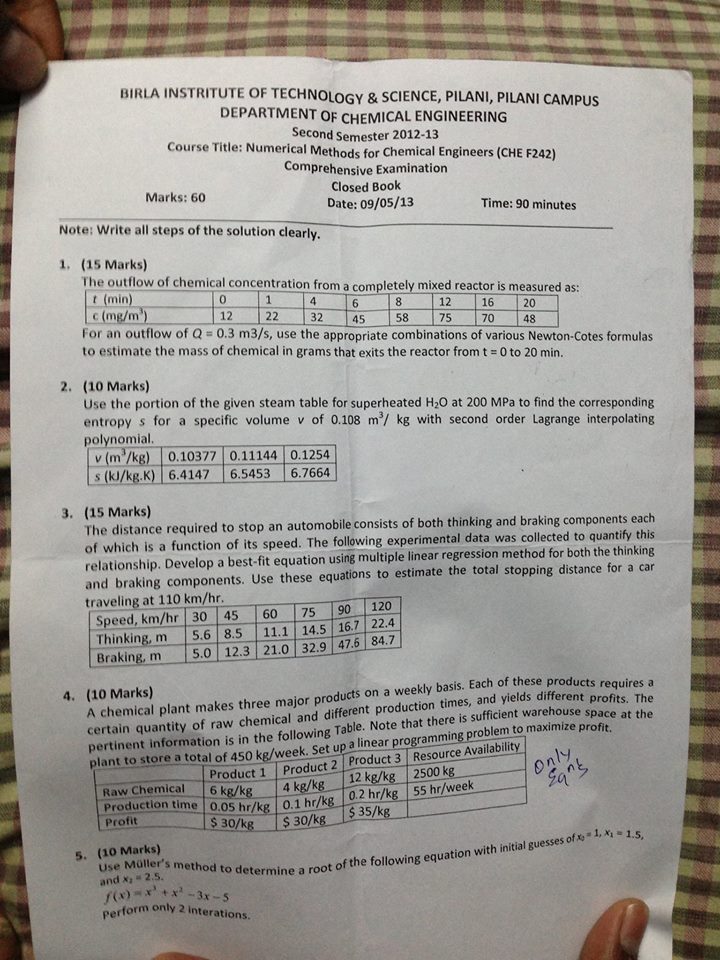 BIRLA INSTRITUTE OF TECHNOLOGY & SCIENCE, PILANI, PILANI CAMPUS
DEPARTMENT OF CHEMICAL ENGINEERING
Second Semester 2012-13
Course Title: Numerical Methods for Chemical Engineers (CHE F242)
Comprehensive Examination
Closed Book
Marks: 60 Date: 09/05/13 Time: 90 minutes
Note: Write all steps of the solution clearly.
1. (15 Marks)
The outflow of chemical concentration from a completely mixed reactor is measured as:
t (min) 0 1 4 6 8 12 16 20
c (mg/m³) 12 22 32 45 58 75 70 48
For an outflow of Q = 0.3 m3/s, use the appropriate combinations of various Newton-Cotes formulas
to estimate the mass of chemical in grams that exits the reactor from t = 0 to 20 min.
2. (10 Marks)
Use the portion of the given steam table for superheated H₂O at 200 MPa to find the corresponding
entropy s for a specific volume v of 0.108 m³/ kg with second order Lagrange interpolating
polynomial.
v (m³/kg) 0.10377 0.11144 0.1254
s (kJ/kg.K) 6.4147 6.5453 6.7664
3. (15 Marks)
The distance required to stop an automobile consists of both thinking and braking components each
of which is a function of its speed. The following experimental data was collected to quantify this
relationship. Develop a best-fit equation using multiple linear regression method for both the thinking
and braking components. Use these equations to estimate the total stopping distance for a car
traveling at 110 km/hr.
Speed, km/hr 30 45 60 75 90 120
Thinking, m 5.6 8.5 11.1 14.5 16.7 22.4
Braking, m 5.0 12.3 21.0 32.9 47.6 84.7
4. (10 Marks)
A chemical plant makes three major products on a weekly basis. Each of these products requires a
certain quantity of raw chemical and different production times, and yields different profits. The
pertinent information is in the following Table. Note that there is sufficient warehouse space at the
plant to store a total of 450 kg/week. Set up a linear programming problem to maximize profit.
Product 1 Product 2 Product 3 Resource Availability
Raw Chemical 6 kg/kg 4 kg/kg 12 kg/kg 2500 kg
Production time 0.05 hr/kg 0.1 hr/kg 0.2 hr/kg 55 hr/week
Profit $ 30/kg $ 30/kg $ 35/kg
Only
Eqns
5. (10 Marks)
Use Müller's method to determine a root of the following equation with initial guesses of x₀ = 1, x₁ = 1.5,
and x₂ = 2.5.
f(x) = x³ + x² – 3x – 5
Perform only 2 interations.